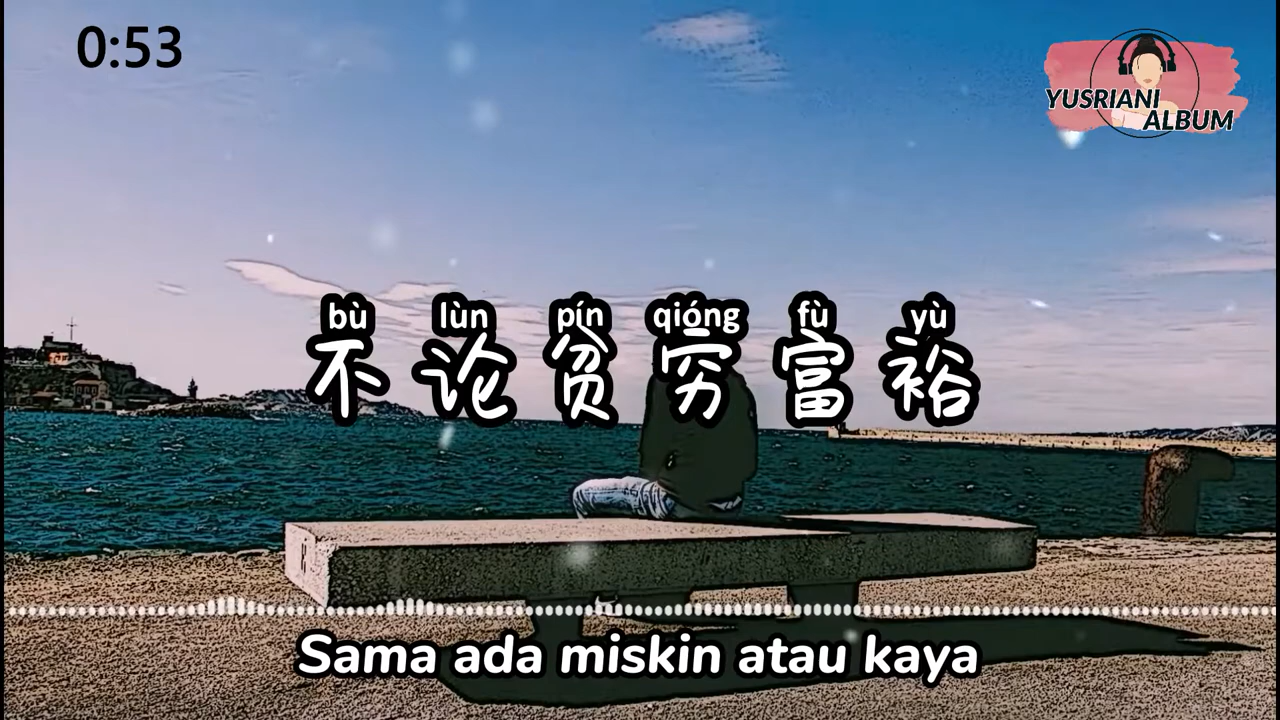 0:53
YUSRIANI
ALBUM
bù lùn pín qióng fù yù
不论贫穷富裕
Sama ada miskin atau kaya